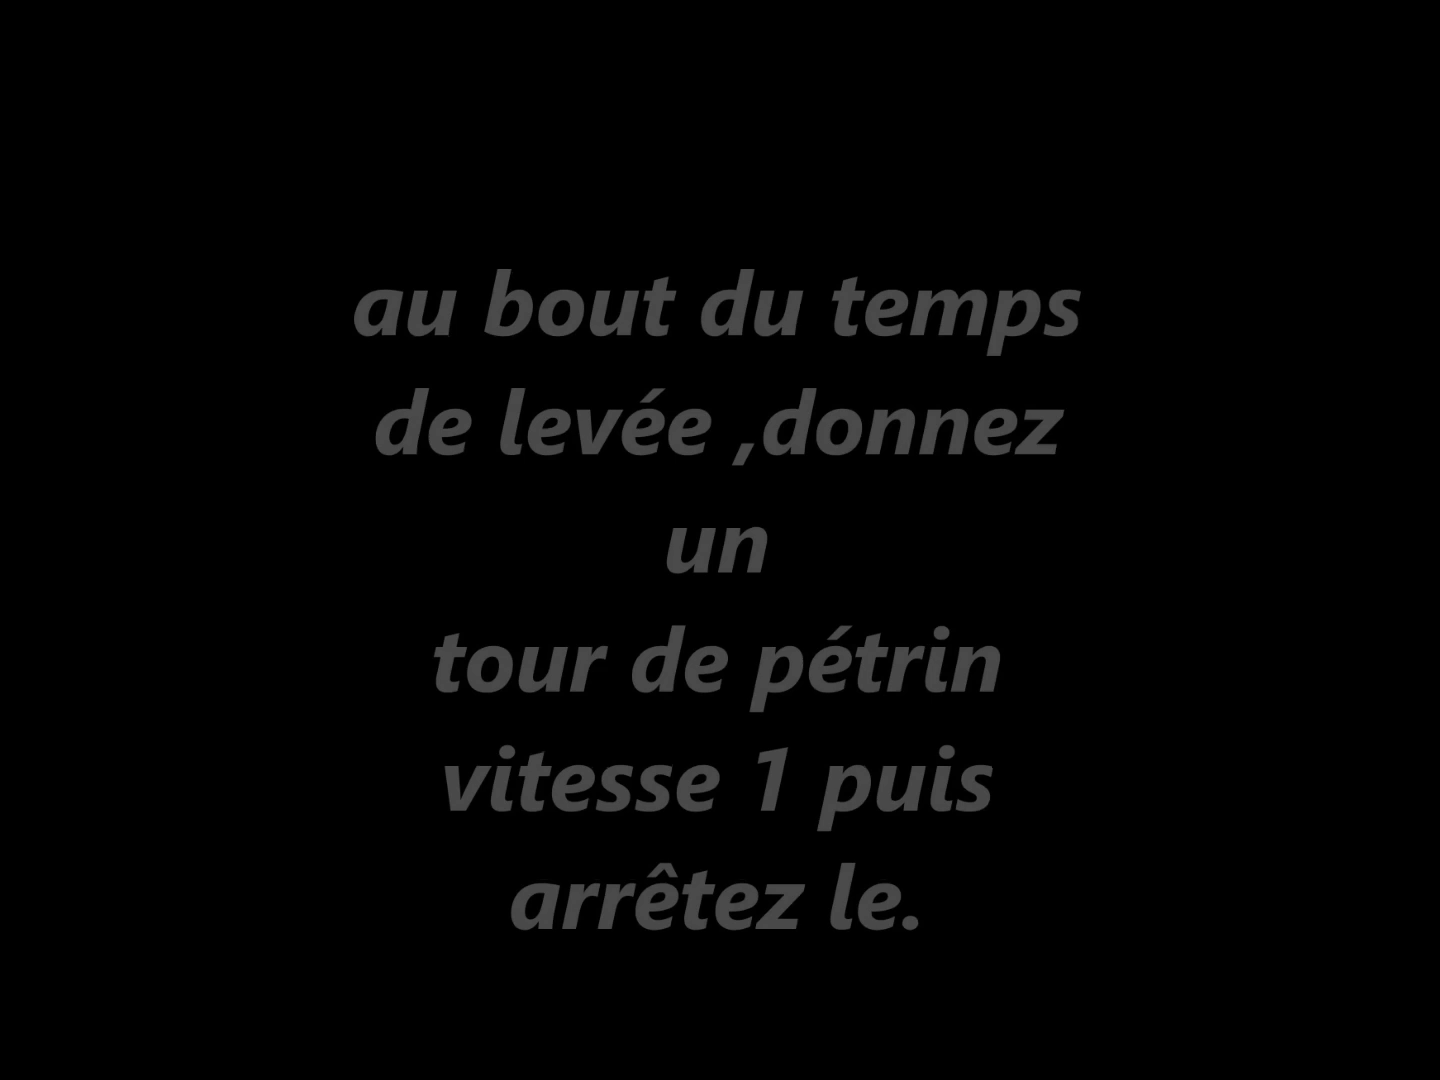 au bout du temps
de levée ,donnez
un
tour de pétrin
vitesse 1 puis
arrêtez le.